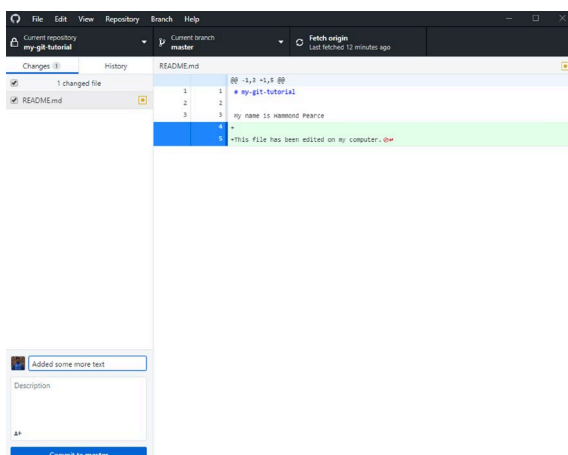 File Edit View Repository Branch Help
Current repository
my-git-tutorial
Current branch
master
Fetch origin
Last fetched 12 minutes ago
Changes 1
History
README.md
1 changed file
README.md
@@ -1,3 +1,5 @@
1 1 # my-git-tutorial
2 2
3 3 My name is Hammond Pearce
4 +
5 +This file has been edited on my computer.
Added some more text
Description
Commit to master